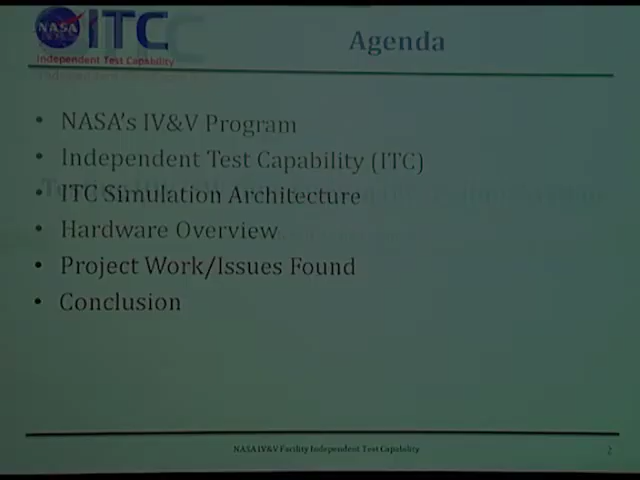 NASA ITC
Independent Test Capability
Agenda
• NASA's IV&V Program
• Independent Test Capability (ITC)
• ITC Simulation Architecture
• Hardware Overview
• Project Work/Issues Found
• Conclusion
NASA IV&V Facility Independent Test Capability
2